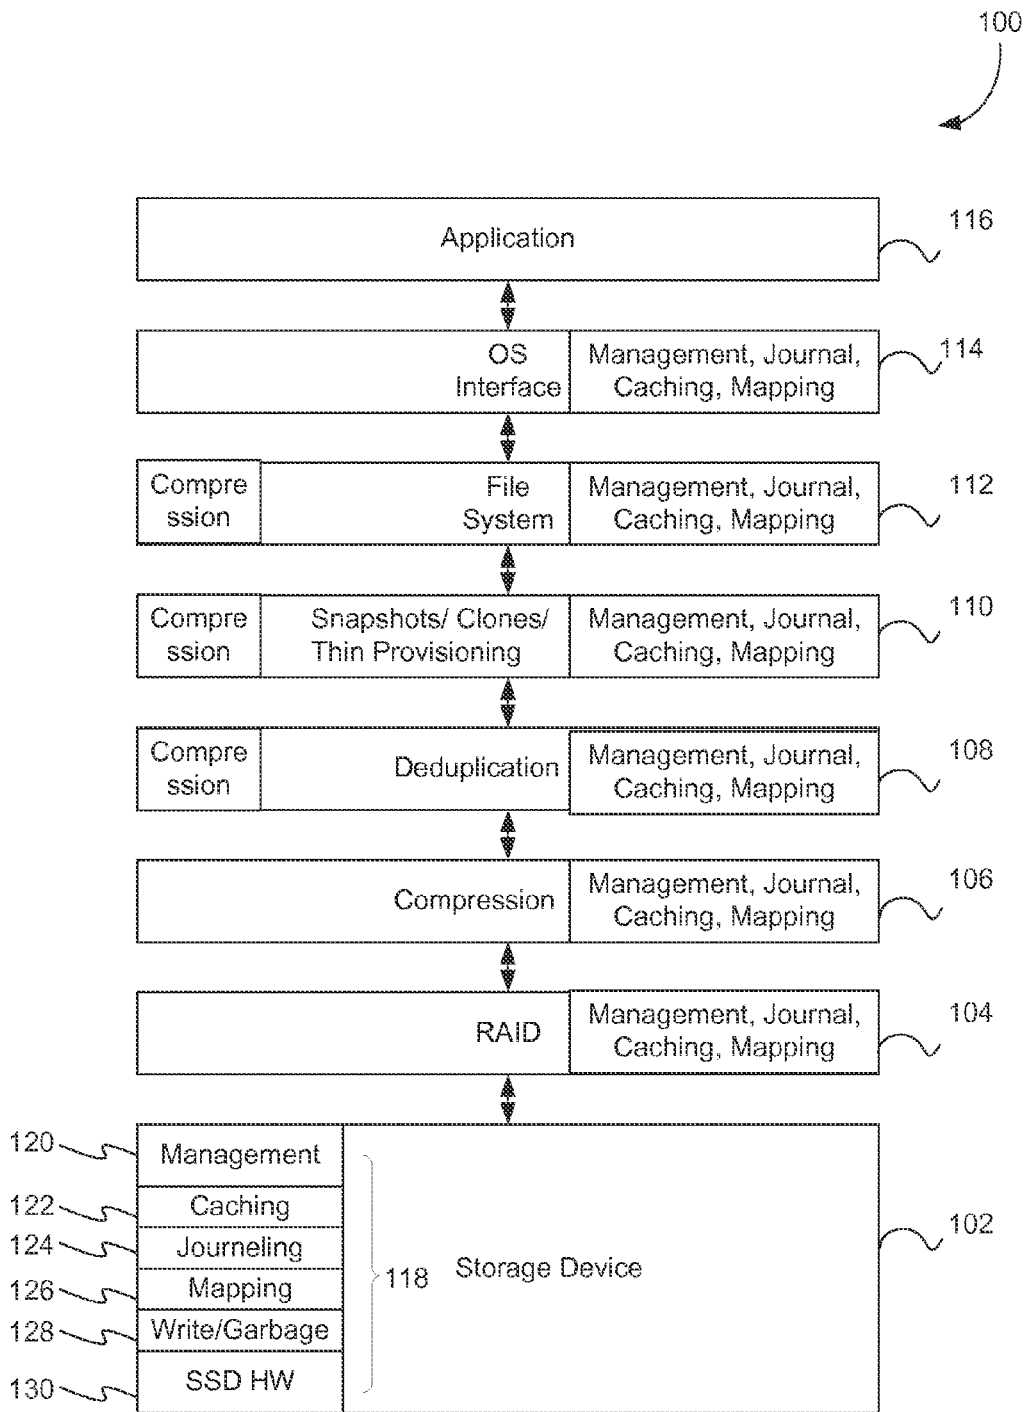 100
Application
116
OS
Interface
Management, Journal,
Caching, Mapping
114
Compre
ssion
File
System
Management, Journal,
Caching, Mapping
112
Compre
ssion
Snapshots/ Clones/
Thin Provisioning
Management, Journal,
Caching, Mapping
110
Compre
ssion
Deduplication
Management, Journal,
Caching, Mapping
108
Compression
Management, Journal,
Caching, Mapping
106
RAID
Management, Journal,
Caching, Mapping
104
120
Management
122
Caching
124
Journeling
126
Mapping
128
Write/Garbage
130
SSD HW
118
Storage Device
102